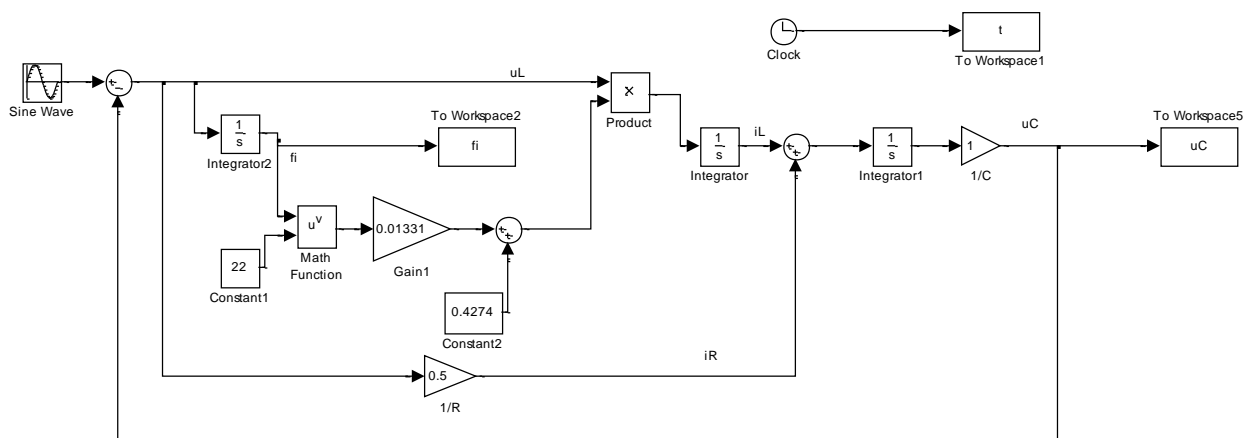 t
Clock
To Workspace1
Sine Wave
uL
x
Product
To Workspace2
fi
1
s
Integrator2
fi
1
s
Integrator
iL
1
s
Integrator1
1
1/C
uC
To Workspace5
uC
u^v
Math
Function
0.01331
Gain1
22
Constant1
0.4274
Constant2
0.5
1/R
iR